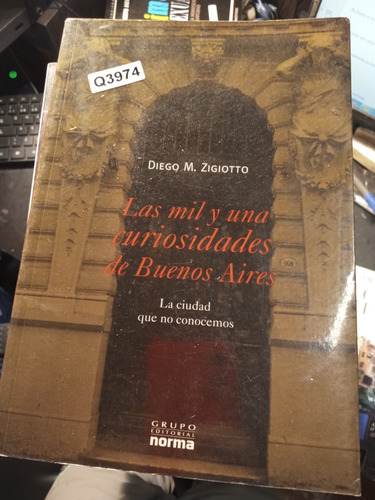 Q3974
DIEGO M. ZIGIOTTO
Las mil y una
curiosidades
de Buenos Aires
La ciudad
que no conocemos
GRUPO
EDITORIAL
norma